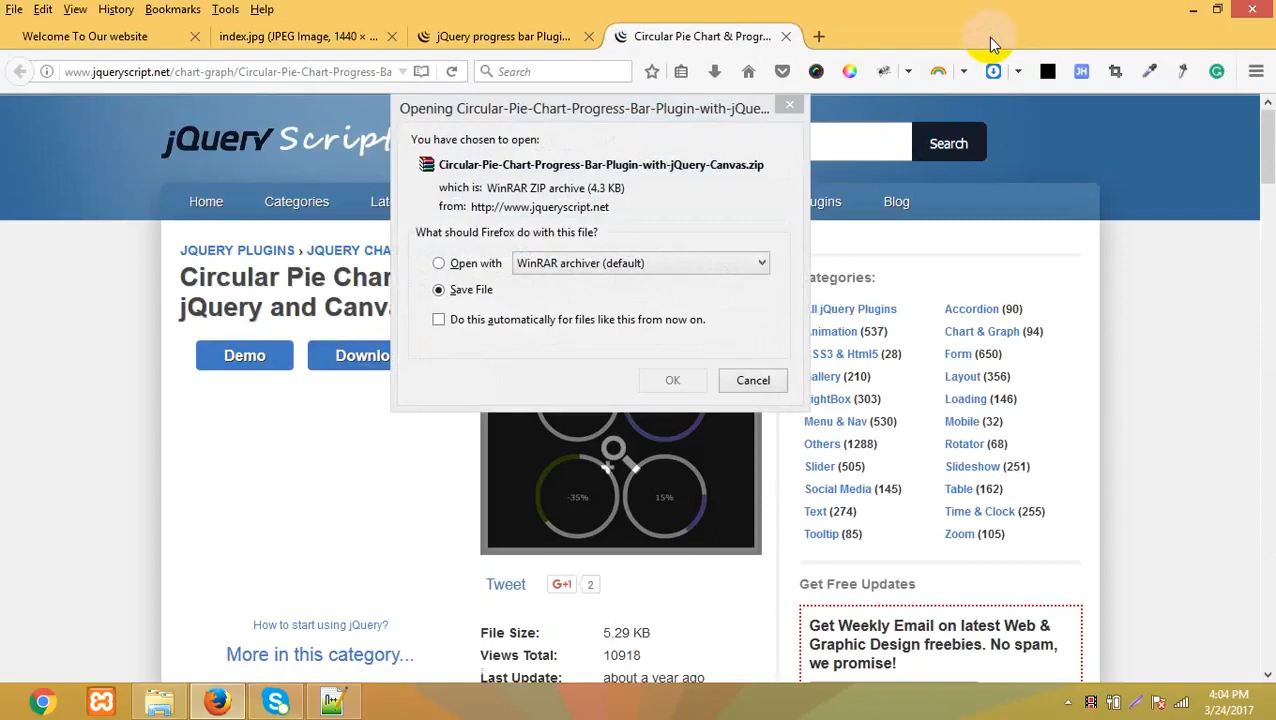 File Edit View History Bookmarks Tools Help
Welcome To Our website
index.jpg (JPEG Image, 1440 × ...
jQuery progress bar Plugi...
Circular Pie Chart & Progr...
www.jqueryscript.net/chart-graph/Circular-Pie-Chart-Progress-Ba
Search
JH
Opening Circular-Pie-Chart-Progress-Bar-Plugin-with-jQue...
You have chosen to open:
Circular-Pie-Chart-Progress-Bar-Plugin-with-jQuery-Canvas.zip
which is: WinRAR ZIP archive (4.3 KB)
from: http://www.jqueryscript.net
What should Firefox do with this file?
Open with WinRAR archiver (default)
Save File
Do this automatically for files like this from now on.
OK Cancel
jQuery Script
Search
Home Categories Lat
ugins Blog
JQUERY PLUGINS › JQUERY CHA
Circular Pie Char
jQuery and Canva
Demo Downlo
-35% 15%
Tweet G+1 2
How to start using jQuery?
More in this category...
File Size: 5.29 KB
Views Total: 10918
Last Update: about a year ago
ategories:
ll jQuery Plugins Accordion (90)
nimation (537) Chart & Graph (94)
SS3 & Html5 (28) Form (650)
allery (210) Layout (356)
ightBox (303) Loading (146)
Menu & Nav (530) Mobile (32)
Others (1288) Rotator (68)
Slider (505) Slideshow (251)
Social Media (145) Table (162)
Text (274) Time & Clock (255)
Tooltip (85) Zoom (105)
Get Free Updates
Get Weekly Email on latest Web &
Graphic Design freebies. No spam,
we promise!
4:04 PM
3/24/2017